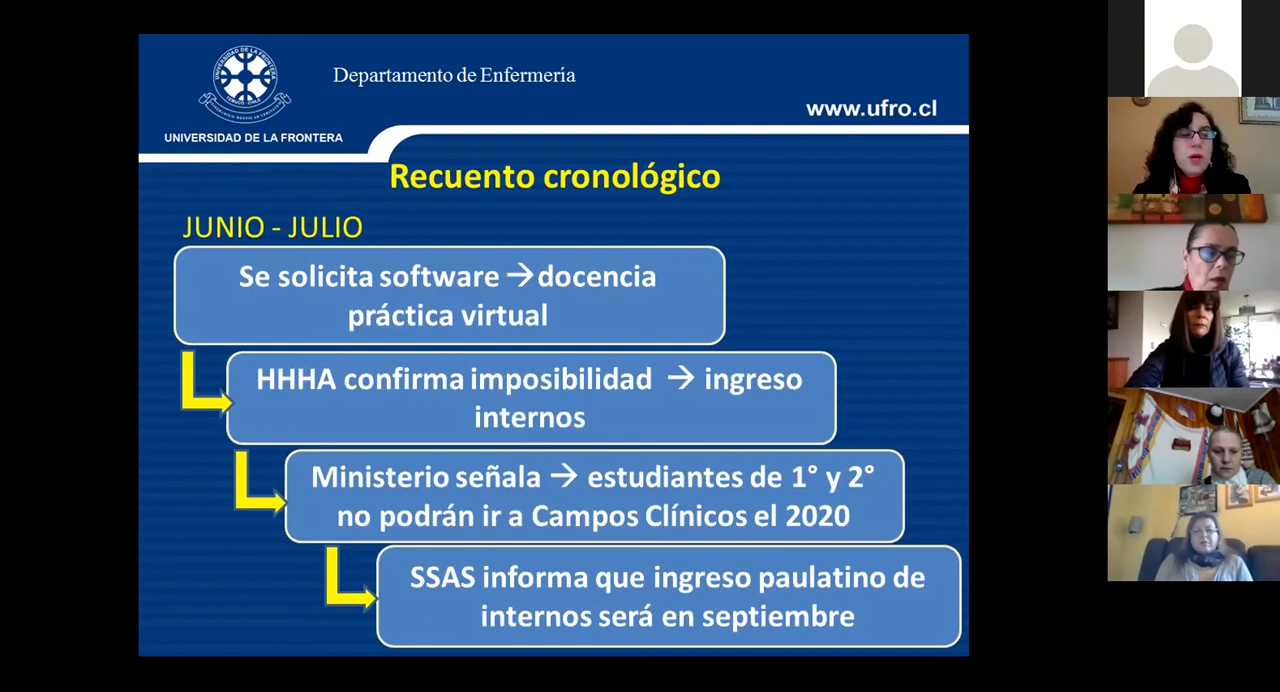 Departamento de Enfermería
www.ufro.cl
UNIVERSIDAD DE LA FRONTERA
Recuento cronológico
JUNIO - JULIO
Se solicita software → docencia
práctica virtual
HHHA confirma imposibilidad → ingreso
internos
Ministerio señala → estudiantes de 1° y 2°
no podrán ir a Campos Clínicos el 2020
SSAS informa que ingreso paulatino de
internos será en septiembre